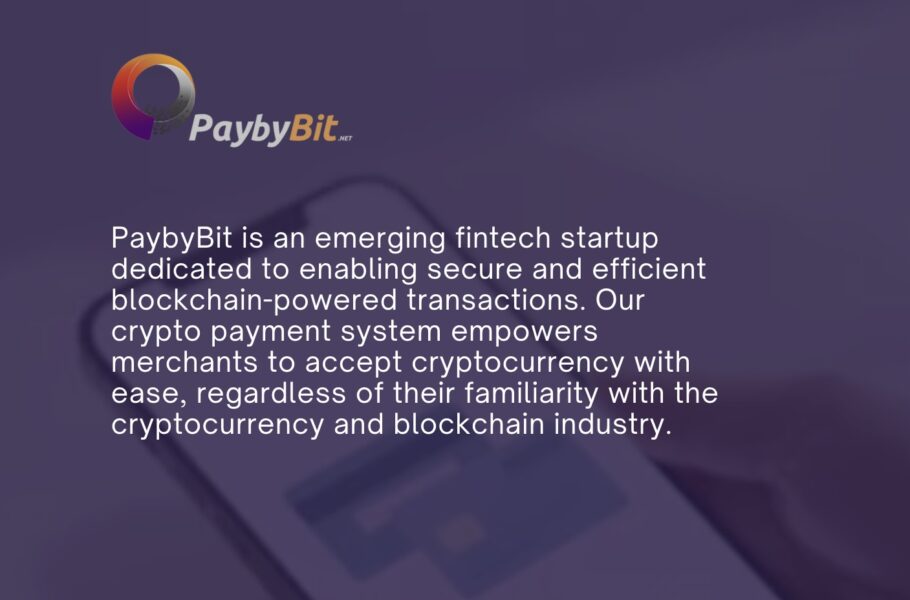 PaybyBit.NET
PaybyBit is an emerging fintech startup
dedicated to enabling secure and efficient
blockchain-powered transactions. Our
crypto payment system empowers
merchants to accept cryptocurrency with
ease, regardless of their familiarity with the
cryptocurrency and blockchain industry.